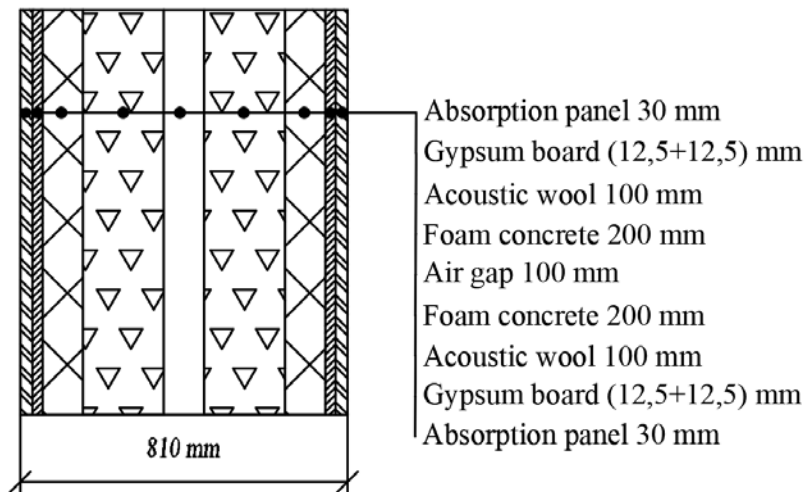 Absorption panel 30 mm
Gypsum board (12,5+12,5) mm
Acoustic wool 100 mm
Foam concrete 200 mm
Air gap 100 mm
Foam concrete 200 mm
Acoustic wool 100 mm
Gypsum board (12,5+12,5) mm
Absorption panel 30 mm
810 mm